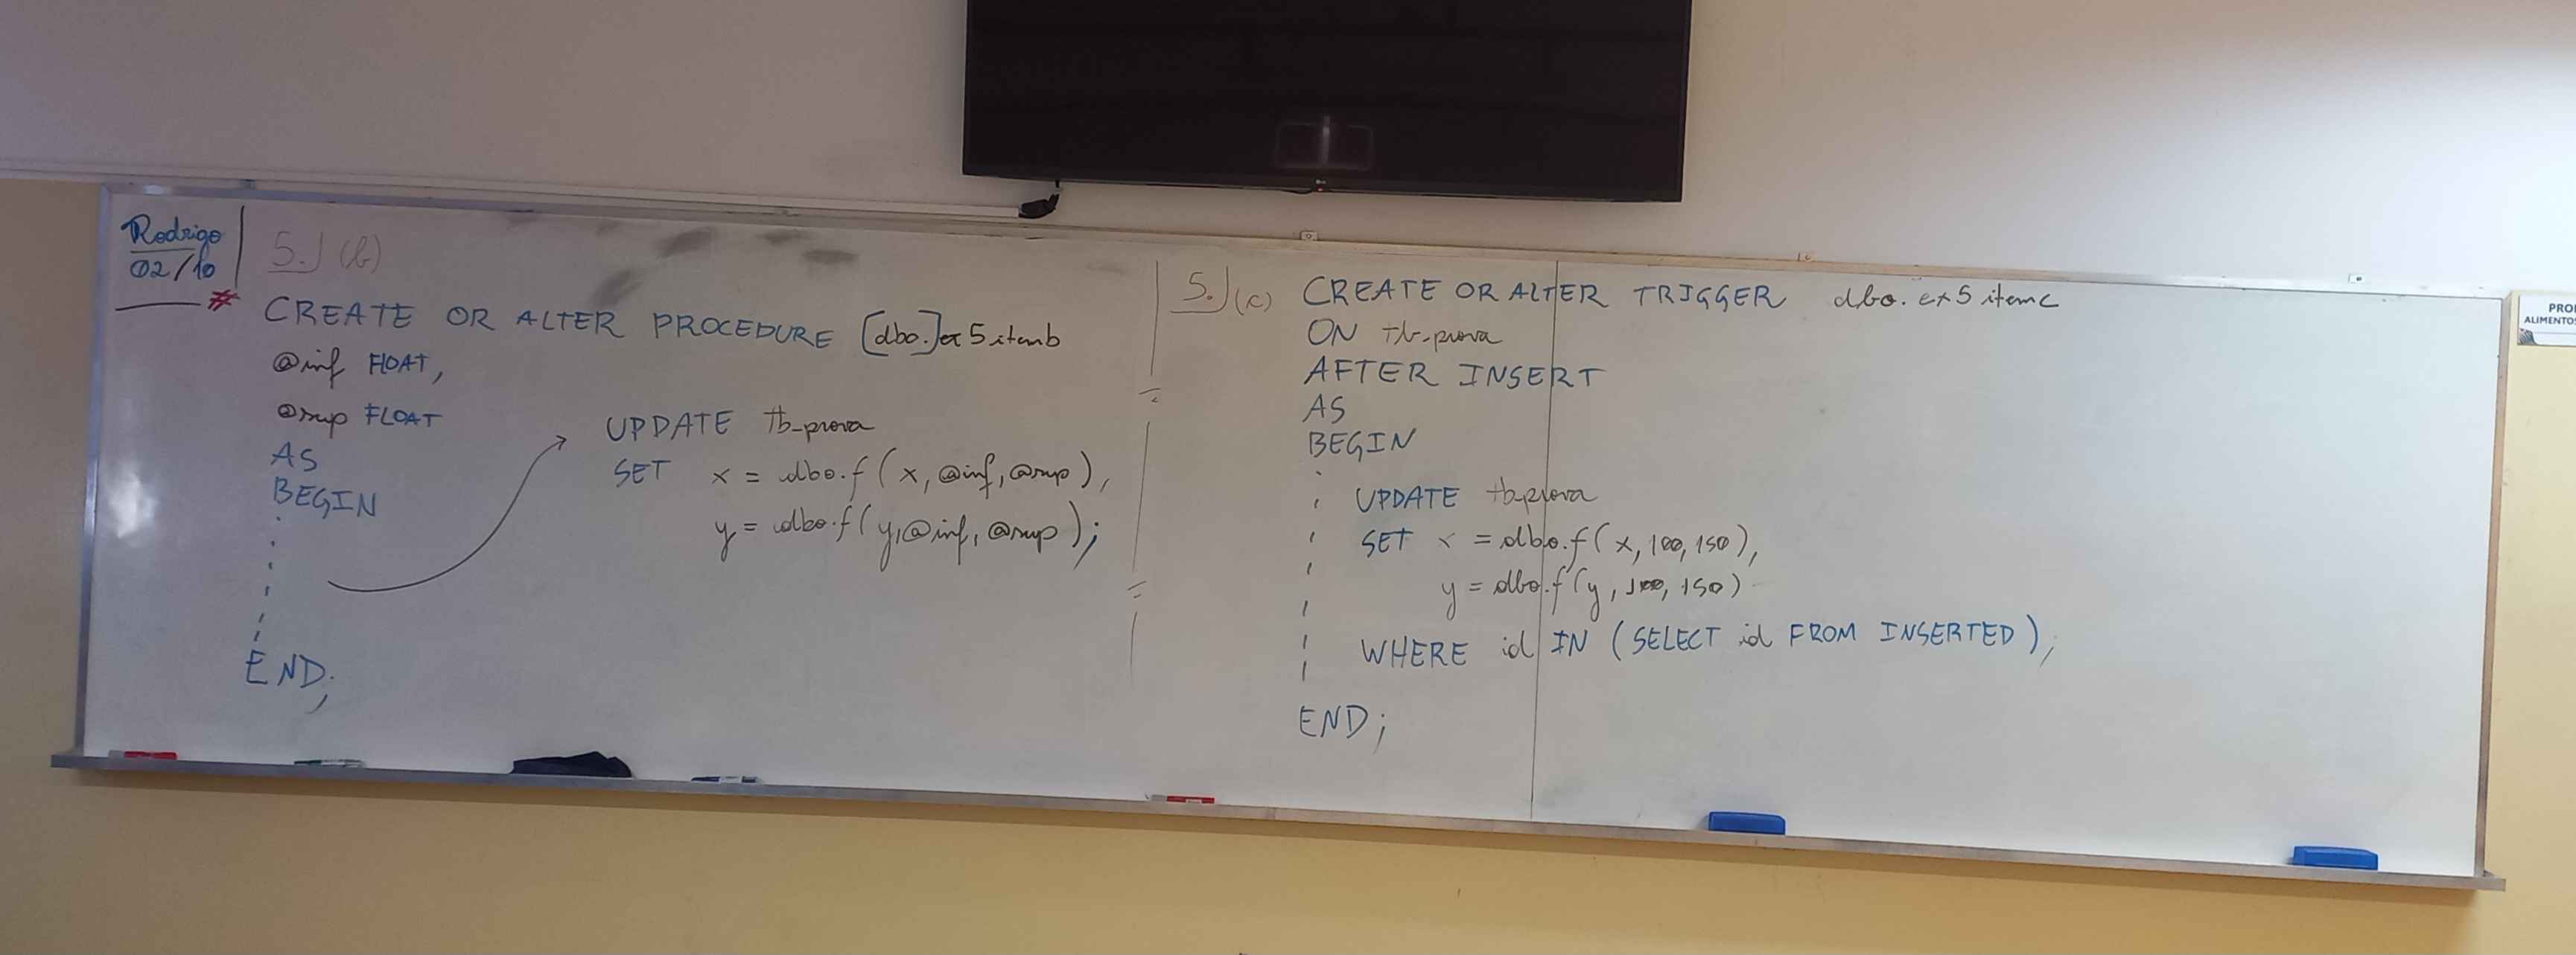 Rodrigo
02/10
5.) (b)
# CREATE OR ALTER PROCEDURE [dbo.]ex5itemb
@inf FLOAT,
@sup FLOAT
AS
BEGIN
UPDATE tb_prova
SET x = dbo.f(x, @inf, @sup),
y = dbo.f(y, @inf, @sup);
END;
5.) (c) CREATE OR ALTER TRIGGER dbo.ex5itemc
ON tb_prova
AFTER INSERT
AS
BEGIN
UPDATE tb_prova
SET x = dbo.f(x, 100, 150),
y = dbo.f(y, 100, 150)
WHERE id IN (SELECT id FROM INSERTED);
END;
LG
ALIMENTOS